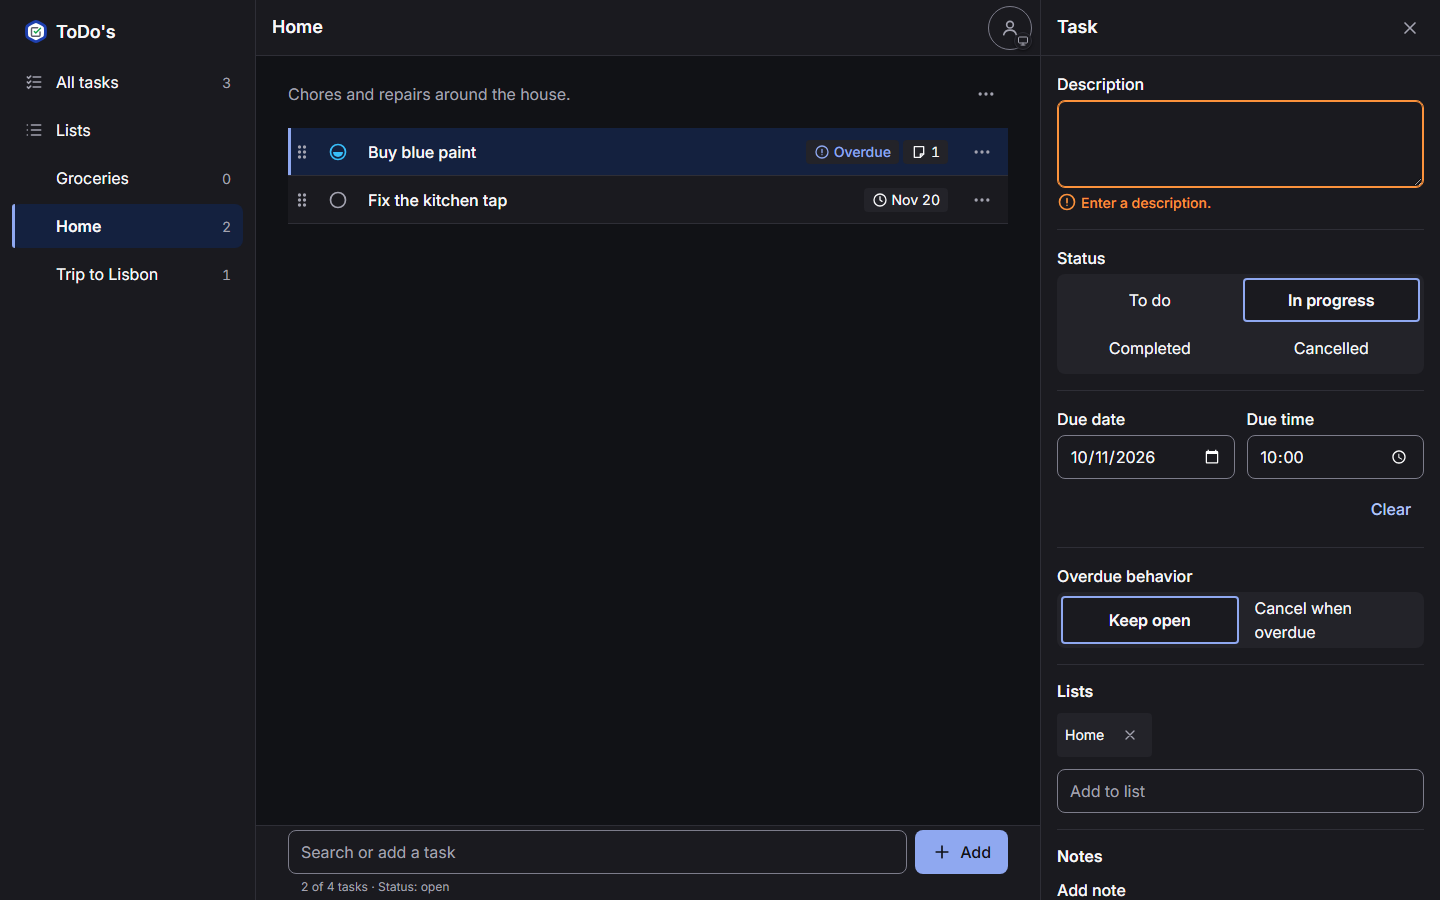 ToDo's
All tasks 3
Lists
Groceries 0
Home 2
Trip to Lisbon 1
Home
Chores and repairs around the house.
Buy blue paint Overdue 1
Fix the kitchen tap Nov 20
Search or add a task
Add
2 of 4 tasks · Status: open
Task
Description
Enter a description.
Status
To do In progress
Completed Cancelled
Due date Due time
10/11/2026 10:00
Clear
Overdue behavior
Keep open Cancel when
overdue
Lists
Home
Add to list
Notes
Add note